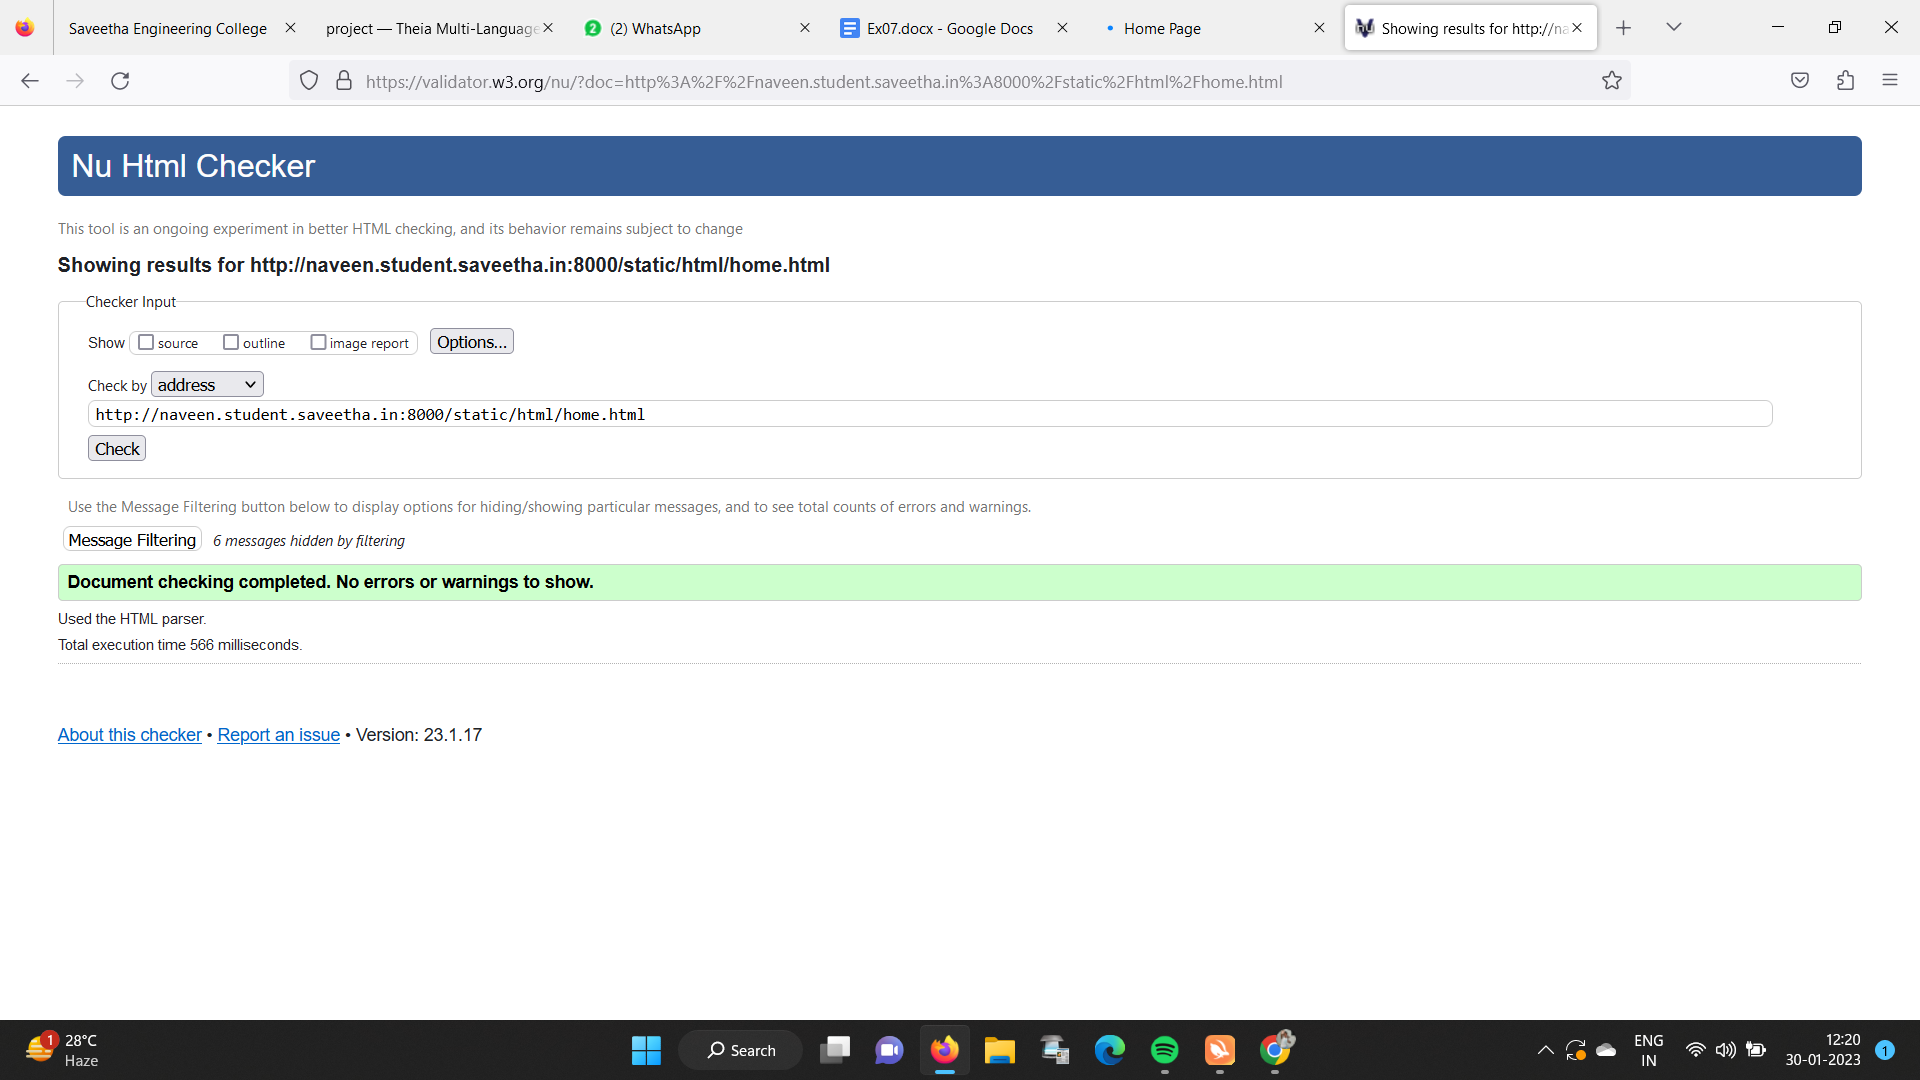 Saveetha Engineering College
project — Theia Multi-Language
2
(2) WhatsApp
Ex07.docx - Google Docs
Home Page
Showing results for http://na
https://validator.w3.org/nu/?doc=http%3A%2F%2Fnaveen.student.saveetha.in%3A8000%2Fstatic%2Fhtml%2Fhome.html
Nu Html Checker
This tool is an ongoing experiment in better HTML checking, and its behavior remains subject to change
Showing results for http://naveen.student.saveetha.in:8000/static/html/home.html
Checker Input
Show source outline image report Options...
Check by address
http://naveen.student.saveetha.in:8000/static/html/home.html
Check
Use the Message Filtering button below to display options for hiding/showing particular messages, and to see total counts of errors and warnings.
Message Filtering 6 messages hidden by filtering
Document checking completed. No errors or warnings to show.
Used the HTML parser.
Total execution time 566 milliseconds.
About this checker • Report an issue • Version: 23.1.17
1
28°C
Haze
Search
ENG
IN
12:20
30-01-2023
1